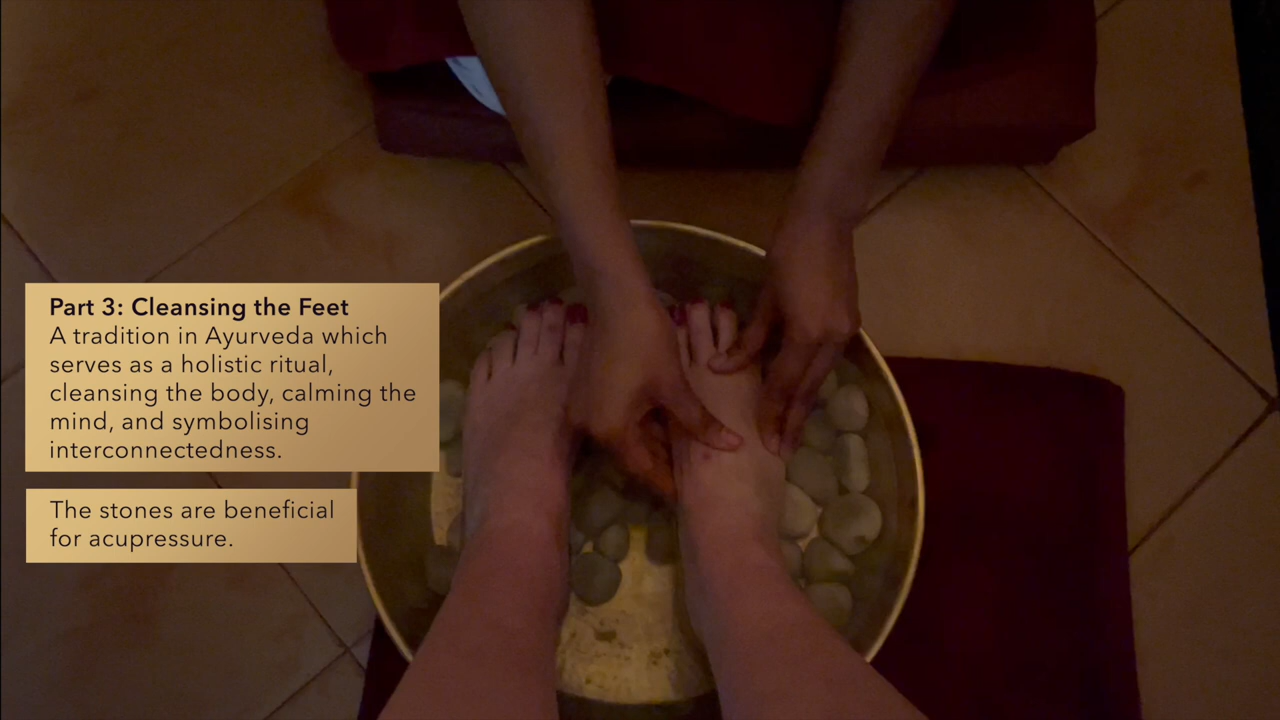 Part 3: Cleansing the Feet
A tradition in Ayurveda which
serves as a holistic ritual,
cleansing the body, calming the
mind, and symbolising
interconnectedness.
The stones are beneficial
for acupressure.